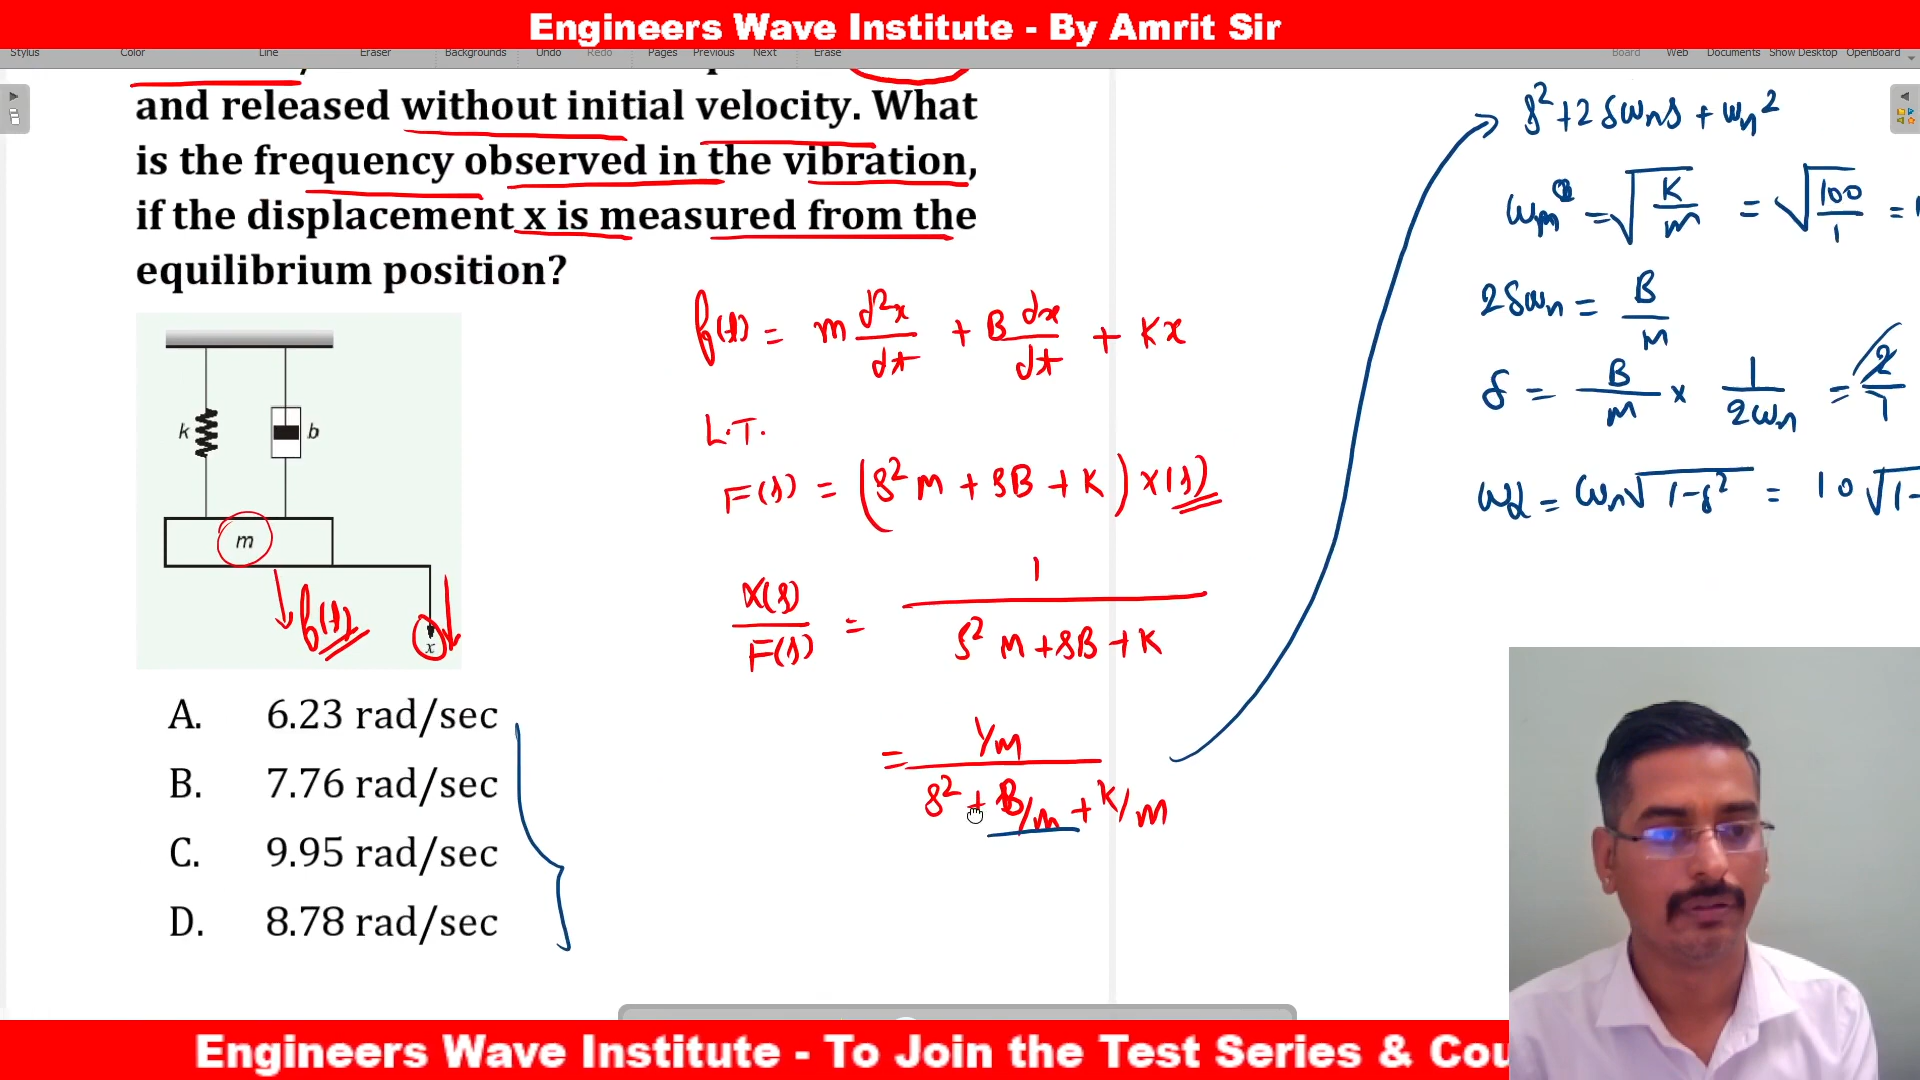 Engineers Wave Institute - By Amrit Sir
Stylus Color Line Eraser Backgrounds Undo Redo Pages Previous Next Erase Board Web Documents Show Desktop OpenBoard
and released without initial velocity. What
is the frequency observed in the vibration,
if the displacement x is measured from the
equilibrium position?
k b
m
f(t)
x
A. 6.23 rad/sec
B. 7.76 rad/sec
C. 9.95 rad/sec
D. 8.78 rad/sec
f(t) = m d²x/dt + B dx/dt + Kx
L.T.
F(s) = (s²M + sB + K) X(s)
X(s)/F(s) = 1/(s²M + sB + K)
= (1/M)/(s² + B/m + K/m)
s² + 2δωns + ωn²
= √(K/m) = √(100/1) =
2δωn = B/M
δ = B/M × 1/2ωn = 2/1
ωd = ωn√(1-δ²) = 10√1-
Engineers Wave Institute - To Join the Test Series & Cou